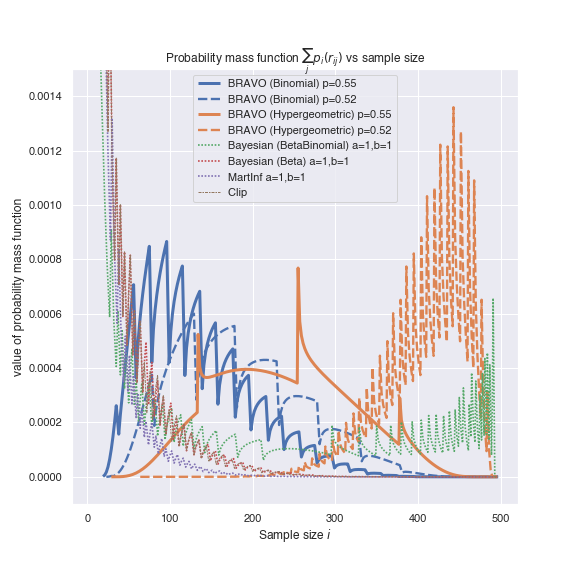 Probability mass function ∑_j p_i(r_ij) vs sample size
BRAVO (Binomial) p=0.55
BRAVO (Binomial) p=0.52
BRAVO (Hypergeometric) p=0.55
BRAVO (Hypergeometric) p=0.52
Bayesian (BetaBinomial) a=1,b=1
Bayesian (Beta) a=1,b=1
MartInf a=1,b=1
Clip
value of probability mass function
0.0014
0.0012
0.0010
0.0008
0.0006
0.0004
0.0002
0.0000
0 100 200 300 400 500
Sample size i